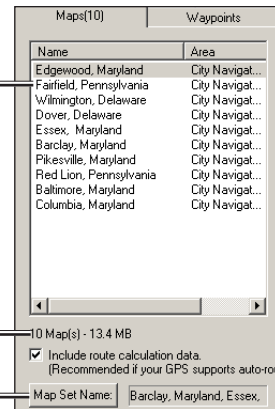 Maps(10) Waypoints
Name Area
Edgewood, Maryland City Navigat...
Fairfield, Pennsylvania City Navigat...
Wilmington, Delaware City Navigat...
Dover, Delaware City Navigat...
Essex, Maryland City Navigat...
Barclay, Maryland City Navigat...
Pikesville, Maryland City Navigat...
Red Lion, Pennsylvania City Navigat...
Baltimore, Maryland City Navigat...
Columbia, Maryland City Navigat...
10 Map(s) - 13.4 MB
Include route calculation data.
(Recommended if your GPS supports auto-ro
Map Set Name: Barclay, Maryland, Essex,